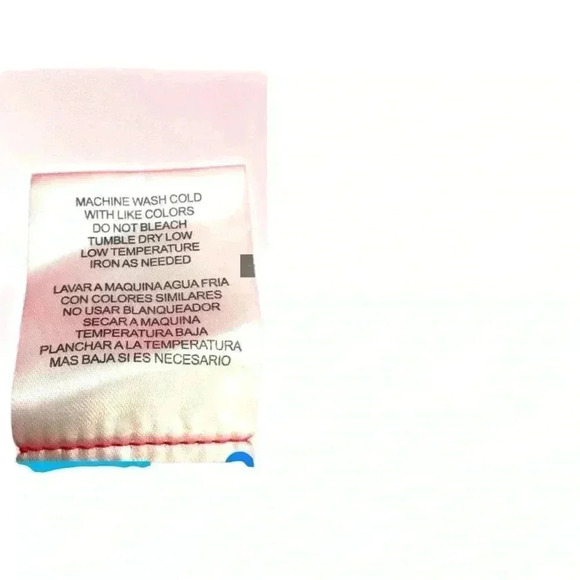 MACHINE WASH COLD
WITH LIKE COLORS
DO NOT BLEACH
TUMBLE DRY LOW
LOW TEMPERATURE
IRON AS NEEDED
LAVAR A MAQUINA AGUA FRIA
CON COLORES SIMILARES
NO USAR BLANQUEADOR
SECAR A MAQUINA
TEMPERATURA BAJA
PLANCHAR A LA TEMPERATURA
MAS BAJA SI ES NECESARIO